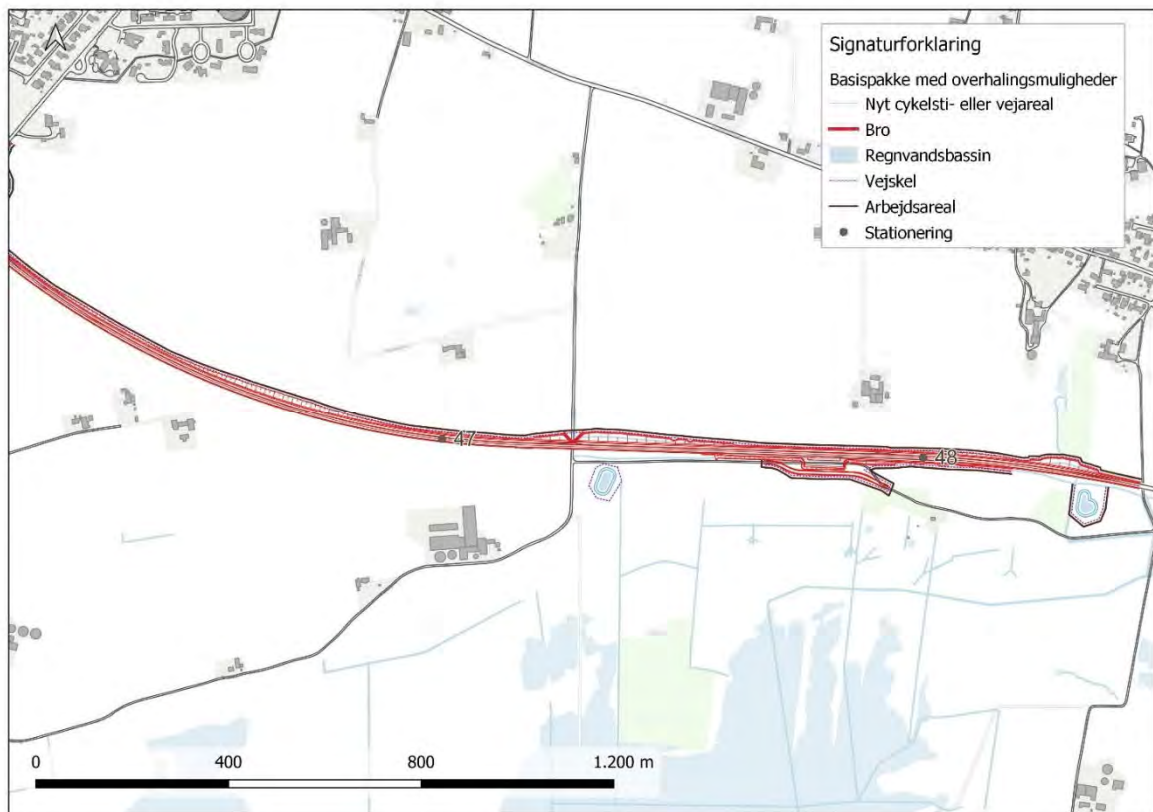 Signaturforklaring
Basispakke med overhalingsmuligheder
Nyt cykelsti- eller vejareal
Bro
Regnvandsbassin
Vejskel
Arbejdsareal
Stationering
47
48
0 400 800 1.200 m